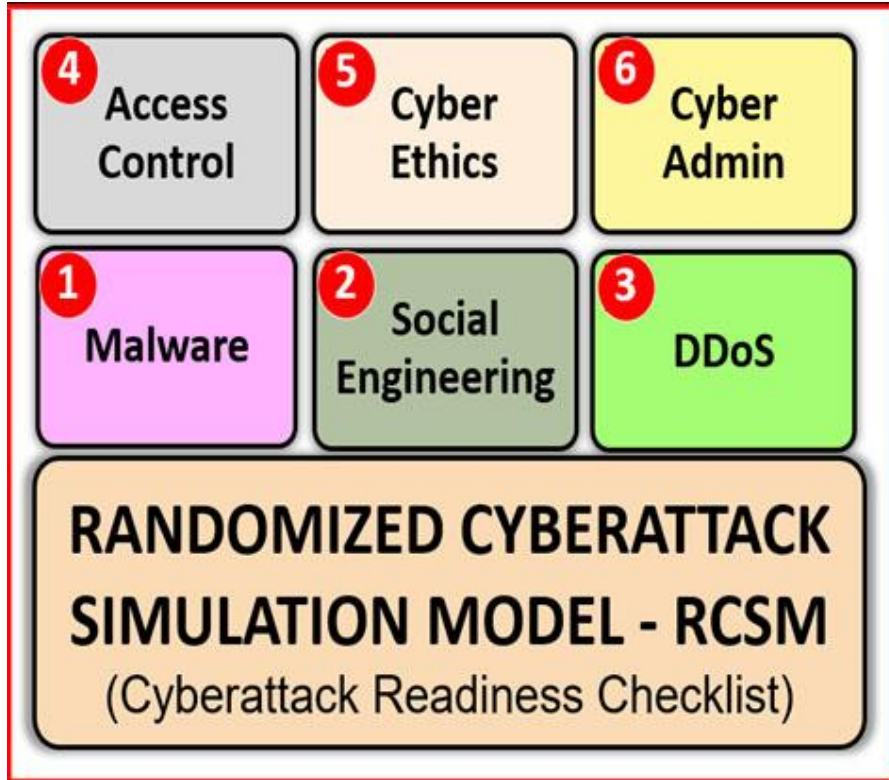 4
Access
Control
5
Cyber
Ethics
6
Cyber
Admin
1
Malware
2
Social
Engineering
3
DDoS
RANDOMIZED CYBERATTACK
SIMULATION MODEL - RCSM
(Cyberattack Readiness Checklist)